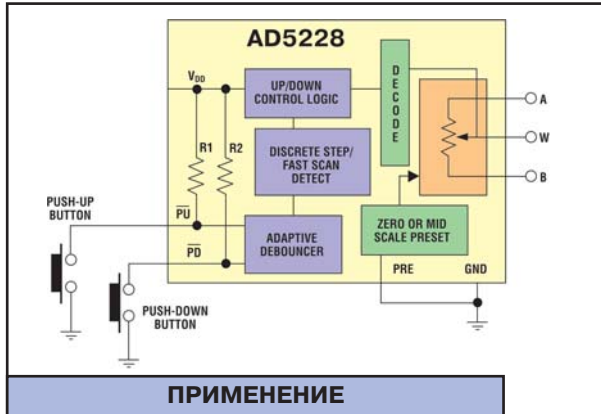 AD5228
VDD
UP/DOWN
CONTROL LOGIC
DECODE
R1
R2
DISCRETE STEP/
FAST SCAN
DETECT
A
W
B
PUSH-UP
BUTTON
PU
PD
ADAPTIVE
DEBOUNCER
ZERO OR MID
SCALE PRESET
PRE
GND
PUSH-DOWN
BUTTON
ПРИМЕНЕНИЕ